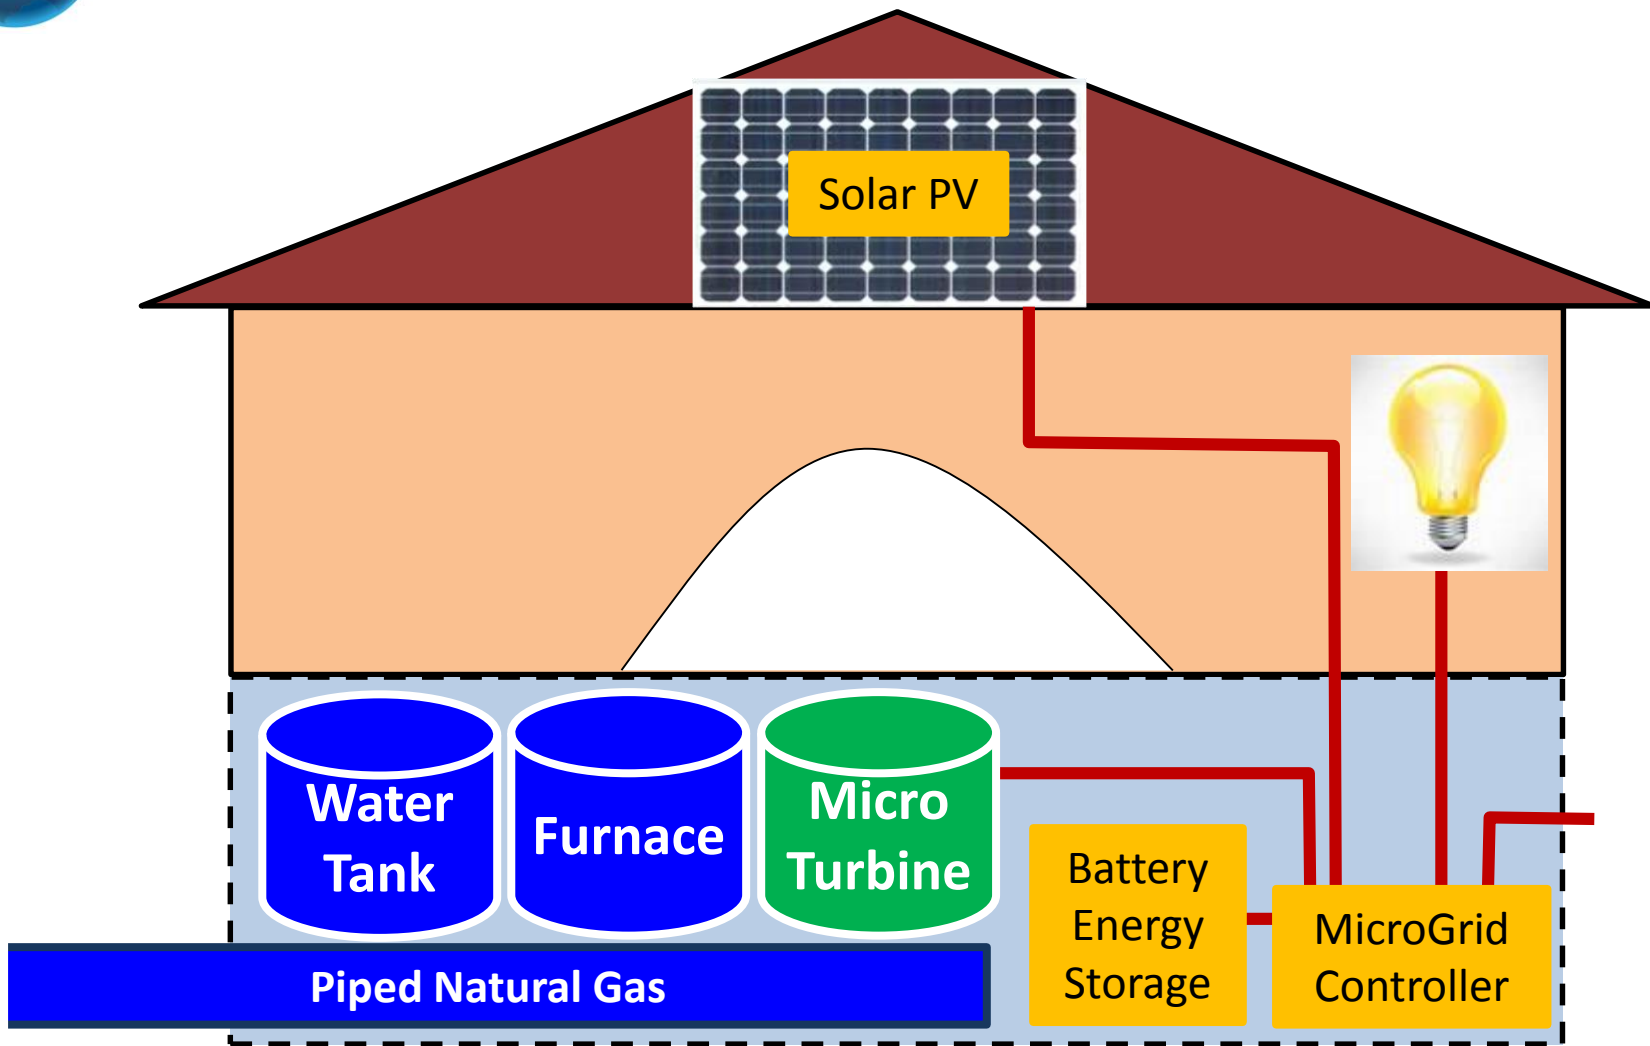 Solar PV
Water
Tank
Furnace
Micro
Turbine
Battery
Energy
Storage
MicroGrid
Controller
Piped Natural Gas